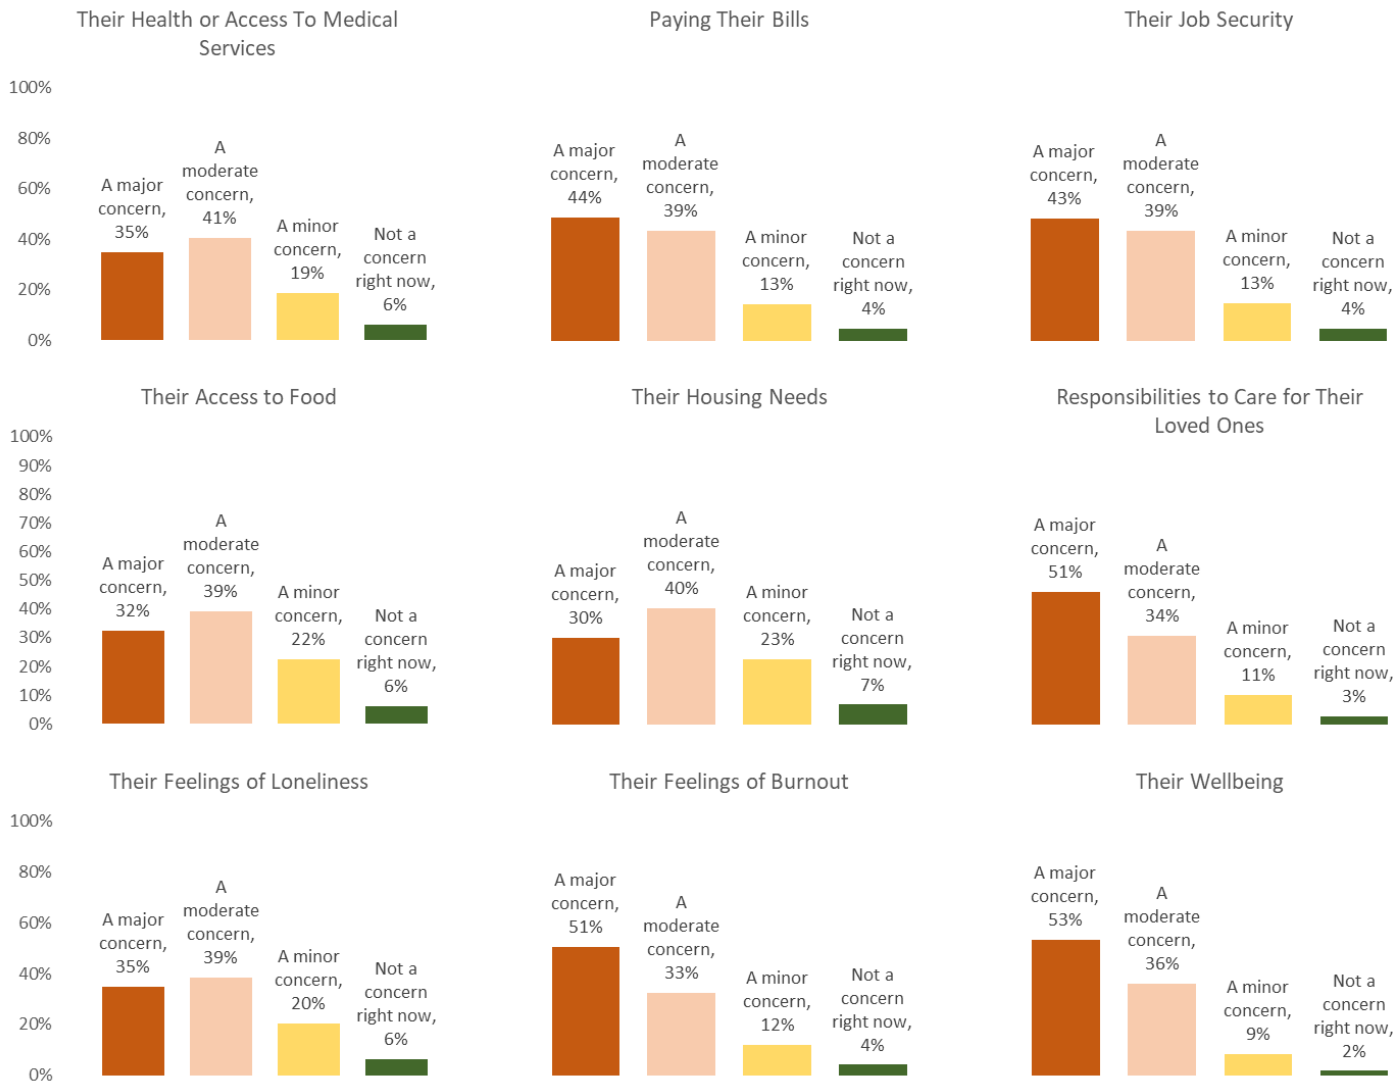 Their Health or Access To Medical
Services
100%
80%
60%
40%
20%
0%
A major
concern,
35%
A
moderate
concern,
41%
A minor
concern,
19%
Not a
concern
right now,
6%
Paying Their Bills
A major
concern,
44%
A
moderate
concern,
39%
A minor
concern,
13%
Not a
concern
right now,
4%
Their Job Security
A major
concern,
43%
A
moderate
concern,
39%
A minor
concern,
13%
Not a
concern
right now,
4%
Their Access to Food
100%
90%
80%
70%
60%
50%
40%
30%
20%
10%
0%
A major
concern,
32%
A
moderate
concern,
39%
A minor
concern,
22%
Not a
concern
right now,
6%
Their Housing Needs
A major
concern,
30%
A
moderate
concern,
40%
A minor
concern,
23%
Not a
concern
right now,
7%
Responsibilities to Care for Their
Loved Ones
A major
concern,
51%
A
moderate
concern,
34%
A minor
concern,
11%
Not a
concern
right now,
3%
Their Feelings of Loneliness
100%
80%
60%
40%
20%
0%
A major
concern,
35%
A
moderate
concern,
39%
A minor
concern,
20%
Not a
concern
right now,
6%
Their Feelings of Burnout
A major
concern,
51%
A
moderate
concern,
33%
A minor
concern,
12%
Not a
concern
right now,
4%
Their Wellbeing
A major
concern,
53%
A
moderate
concern,
36%
A minor
concern,
9%
Not a
concern
right now,
2%